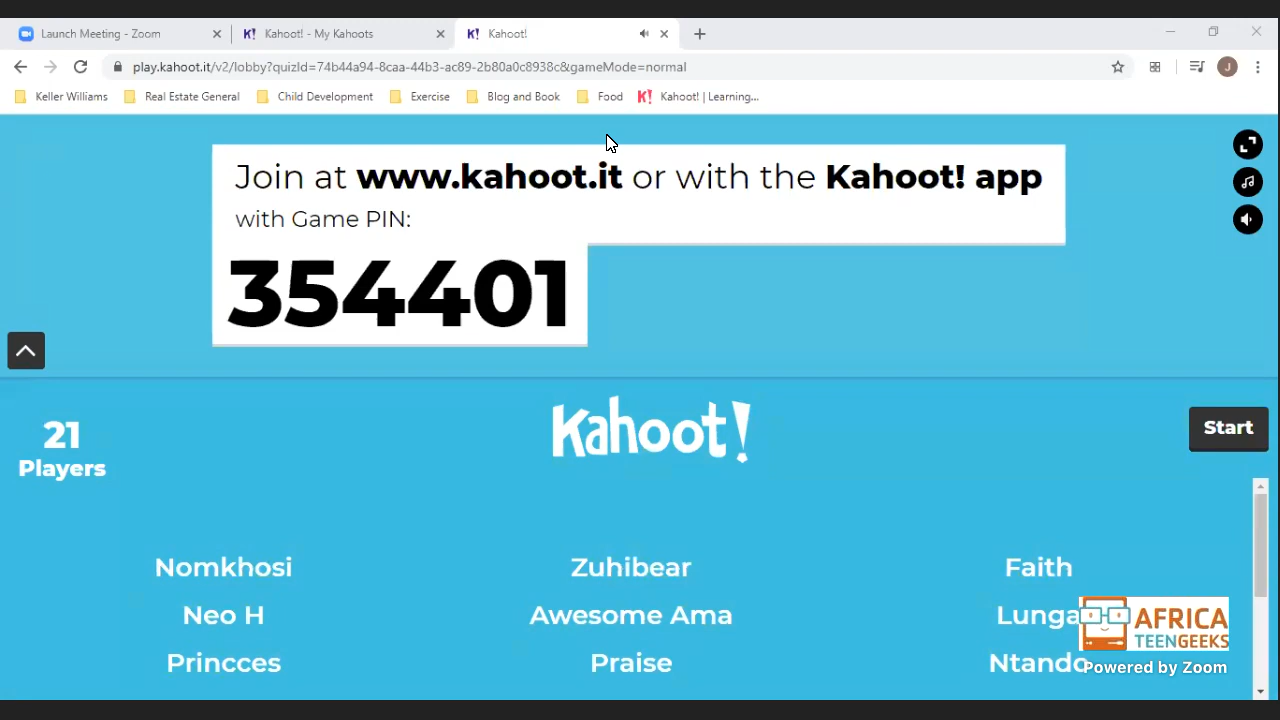 Launch Meeting - Zoom
Kahoot! - My Kahoots
Kahoot!
play.kahoot.it/v2/lobby?quizId=74b44a94-8caa-44b3-ac89-2b80a0c8938c&gameMode=normal
J
Keller Williams
Real Estate General
Child Development
Exercise
Blog and Book
Food
K! Kahoot! | Learning...
Join at www.kahoot.it or with the Kahoot! app
with Game PIN:
354401
21
Players
Kahoot!
Start
Nomkhosi Zuhibear Faith
Neo H Awesome Ama Lunga
Princces Praise Ntando
AFRICA
TEENGEEKS
Powered by Zoom